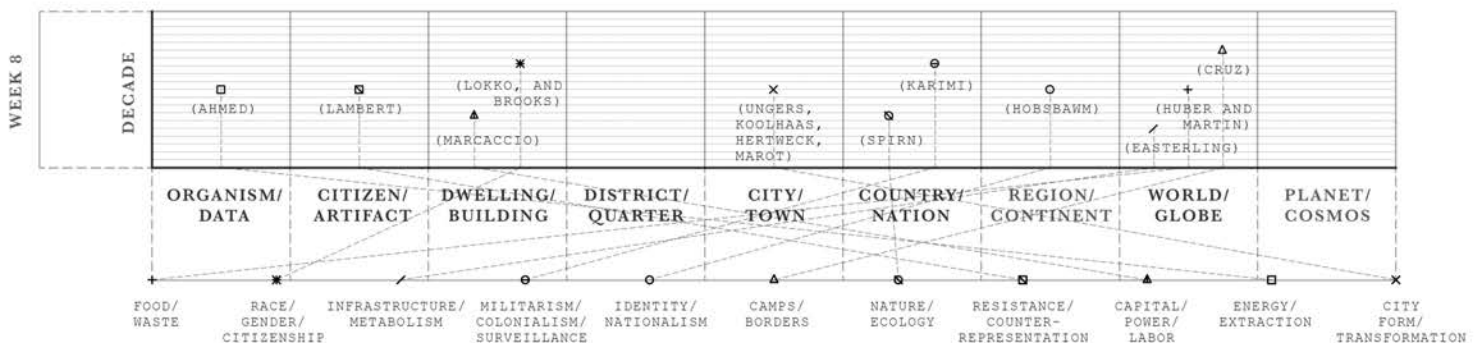 WEEK 8
DECADE
(AHMED)
(LAMBERT)
(LOKKO, AND
BROOKS)
(MARCACCIO)
(UNGERS,
KOOLHAAS,
HERTWECK,
MAROT)
(KARIMI)
(SPIRN)
(HOBSBAWM)
(CRUZ)
(HUBER AND
MARTIN)
(EASTERLING)
ORGANISM/
DATA
CITIZEN/
ARTIFACT
DWELLING/
BUILDING
DISTRICT/
QUARTER
CITY/
TOWN
COUNTRY/
NATION
REGION/
CONTINENT
WORLD/
GLOBE
PLANET/
COSMOS
FOOD/
WASTE
RACE/
GENDER/
CITIZENSHIP
INFRASTRUCTURE/
METABOLISM
MILITARISM/
COLONIALISM/
SURVEILLANCE
IDENTITY/
NATIONALISM
CAMPS/
BORDERS
NATURE/
ECOLOGY
RESISTANCE/
COUNTER-
REPRESENTATION
CAPITAL/
POWER/
LABOR
ENERGY/
EXTRACTION
CITY
FORM/
TRANSFORMATION